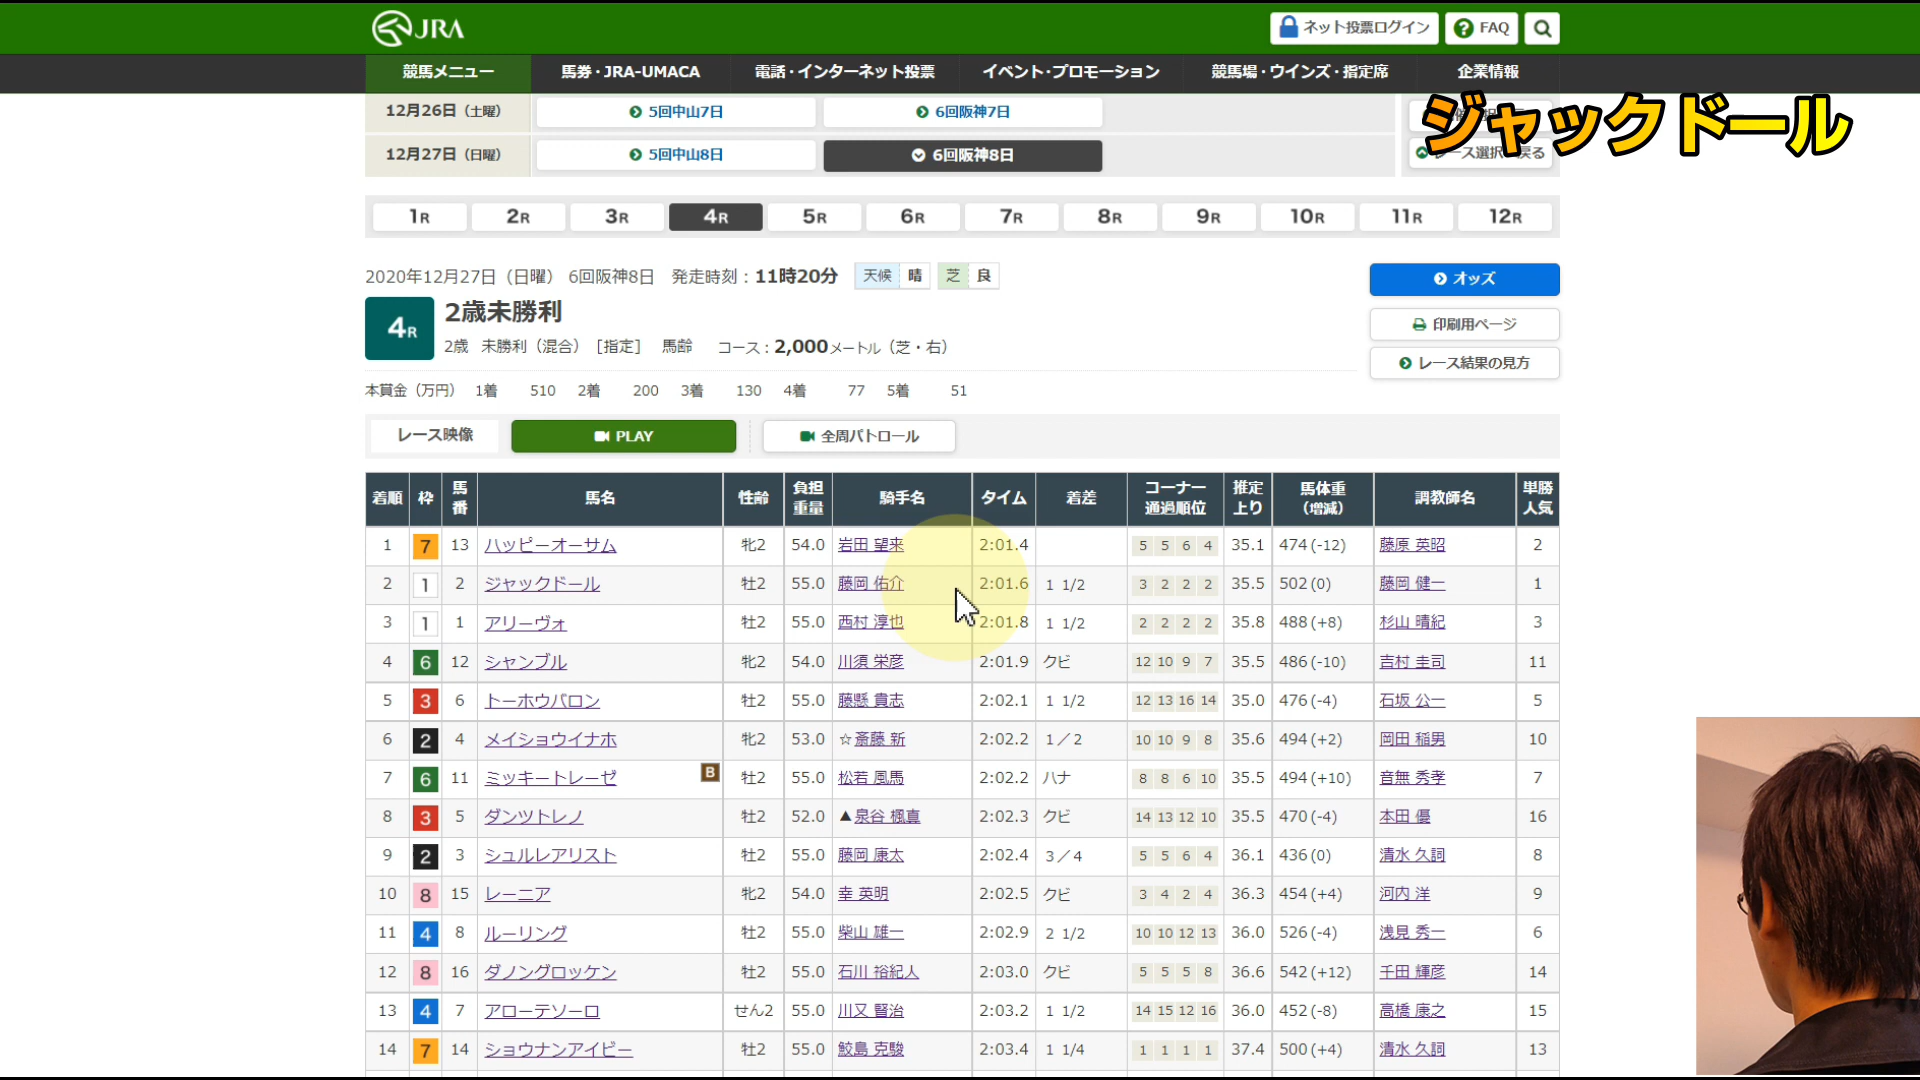 JRA
ネット投票ログイン
FAQ
競馬メニュー 馬券・JRA-UMACA 電話・インターネット投票 イベント・プロモーション 競馬場・ウインズ・指定席 企業情報
ジャックドール
12月26日（土曜） 5回中山7日 6回阪神7日
12月27日（日曜） 5回中山8日 6回阪神8日
1R 2R 3R 4R 5R 6R 7R 8R 9R 10R 11R 12R
2020年12月27日（日曜） 6回阪神8日 発走時刻：11時20分 天候 晴 芝 良
オッズ
4R
2歳未勝利
印刷用ページ
2歳 未勝利（混合）［指定］ 馬齢 コース：2,000メートル（芝・右）
レース結果の見方
本賞金（万円） 1着 510 2着 200 3着 130 4着 77 5着 51
レース映像 PLAY 全周パトロール
着順 枠 馬番 馬名 性齢 負担重量 騎手名 タイム 着差 コーナー通過順位 推定上り 馬体重（増減） 調教師名 単勝人気
1 7 13 ハッピーオーサム 牝2 54.0 岩田 望来 2:01.4 5 5 6 4 35.1 474(-12) 藤原 英昭 2
2 1 2 ジャックドール 牡2 55.0 藤岡 佑介 2:01.6 1 1/2 3 2 2 2 35.5 502(0) 藤岡 健一 1
3 1 1 アリーヴォ 牡2 55.0 西村 淳也 2:01.8 1 1/2 2 2 2 2 35.8 488(+8) 杉山 晴紀 3
4 6 12 シャンブル 牝2 54.0 川須 栄彦 2:01.9 クビ 12 10 9 7 35.5 486(-10) 吉村 圭司 11
5 3 6 トーホウバロン 牡2 55.0 藤懸 貴志 2:02.1 1 1/2 12 13 16 14 35.0 476(-4) 石坂 公一 5
6 2 4 メイショウイナホ 牝2 53.0 ☆斎藤 新 2:02.2 1／2 10 10 9 8 35.6 494(+2) 岡田 稲男 10
7 6 11 ミッキートレーゼ B 牡2 55.0 松若 風馬 2:02.2 ハナ 8 8 6 10 35.5 494(+10) 音無 秀孝 7
8 3 5 ダンツトレノ 牡2 52.0 ▲泉谷 楓真 2:02.3 クビ 14 13 12 10 35.5 470(-4) 本田 優 16
9 2 3 シュルレアリスト 牡2 55.0 藤岡 康太 2:02.4 3／4 5 5 6 4 36.1 436(0) 清水 久詞 8
10 8 15 レーニア 牝2 54.0 幸 英明 2:02.5 クビ 3 4 2 4 36.3 454(+4) 河内 洋 9
11 4 8 ルーリング 牡2 55.0 柴山 雄一 2:02.9 2 1/2 10 10 12 13 36.0 526(-4) 浅見 秀一 6
12 8 16 ダノングロッケン 牡2 55.0 石川 裕紀人 2:03.0 クビ 5 5 5 8 36.6 542(+12) 千田 輝彦 14
13 4 7 アローテソーロ せん2 55.0 川又 賢治 2:03.2 1 1/2 14 15 12 16 36.0 452(-8) 高橋 康之 15
14 7 14 ショウナンアイビー 牡2 55.0 鮫島 克駿 2:03.4 1 1/4 1 1 1 1 37.4 500(+4) 清水 久詞 13